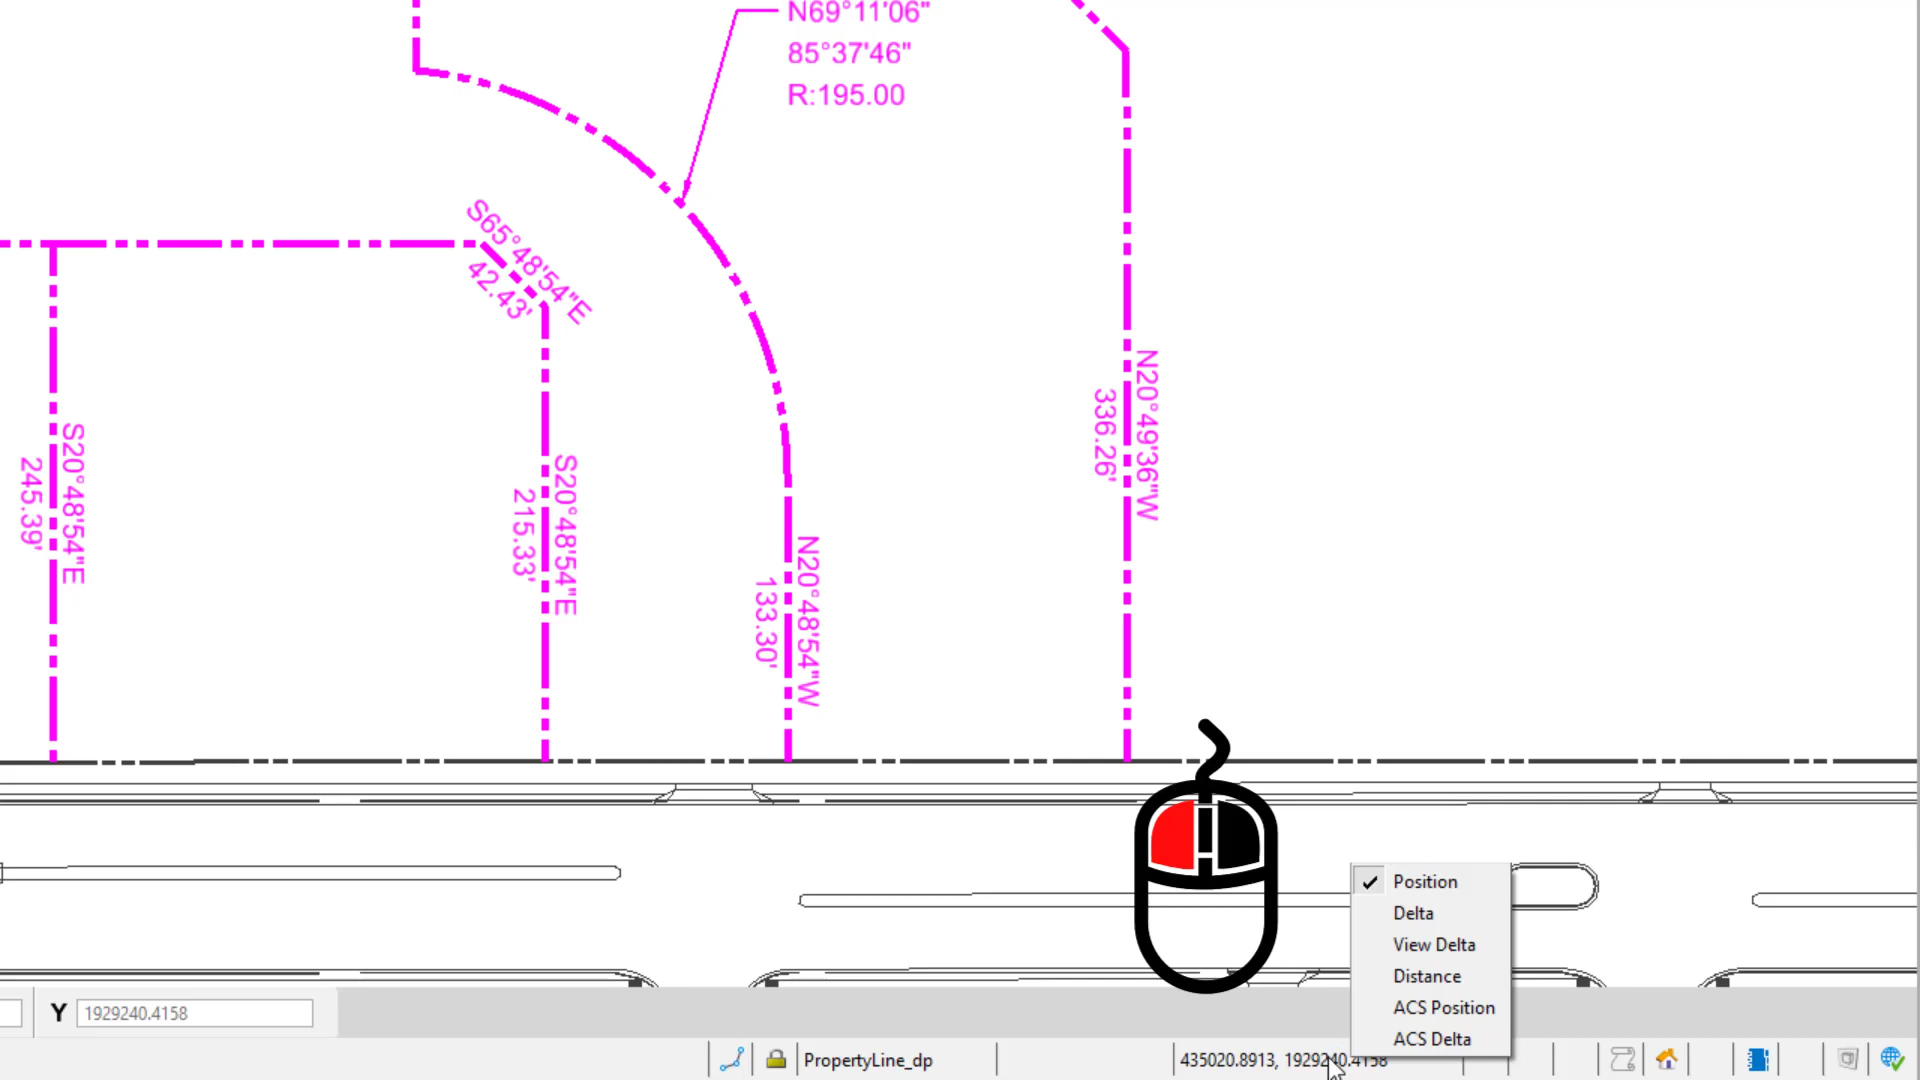 N69°11'06"
85°37'46"
R:195.00
S65°48'54"E
42.43'
S20°48'54"E
245.39'
S20°48'54"E
215.33'
N20°48'54"W
133.30'
N20°49'36"W
336.26'
Position
Delta
View Delta
Distance
ACS Position
ACS Delta
Y 1929240.4158
PropertyLine_dp
435020.8913, 1929240.4158